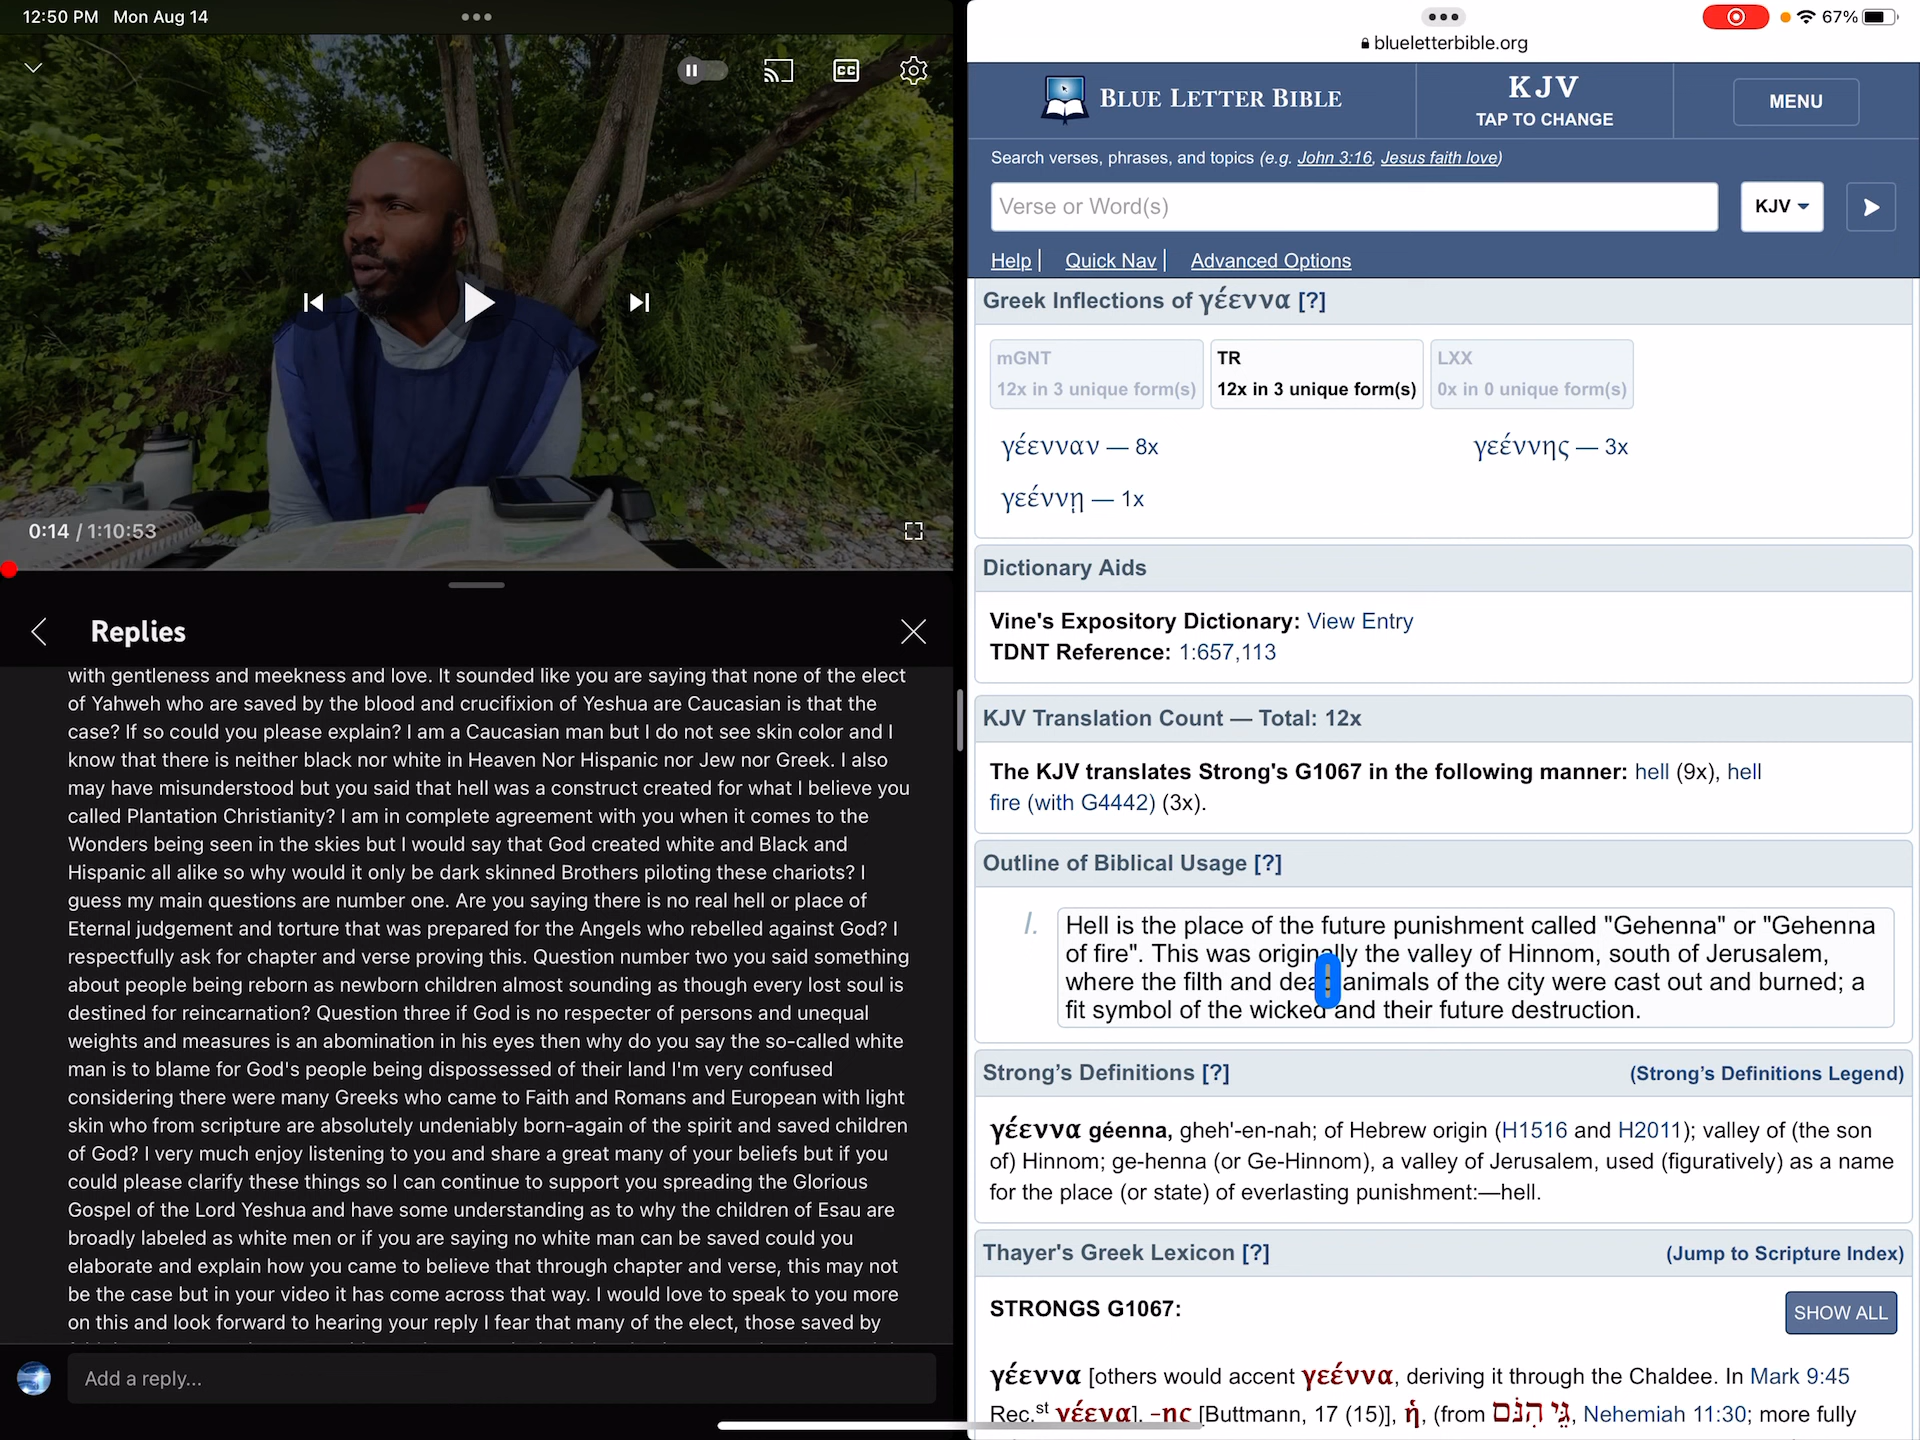 12:50 PM Mon Aug 14
0:14 / 1:10:53
Replies
with gentleness and meekness and love. It sounded like you are saying that none of the elect
of Yahweh who are saved by the blood and crucifixion of Yeshua are Caucasian is that the
case? If so could you please explain? I am a Caucasian man but I do not see skin color and I
know that there is neither black nor white in Heaven Nor Hispanic nor Jew nor Greek. I also
may have misunderstood but you said that hell was a construct created for what I believe you
called Plantation Christianity? I am in complete agreement with you when it comes to the
Wonders being seen in the skies but I would say that God created white and Black and
Hispanic all alike so why would it only be dark skinned Brothers piloting these chariots? I
guess my main questions are number one. Are you saying there is no real hell or place of
Eternal judgement and torture that was prepared for the Angels who rebelled against God? I
respectfully ask for chapter and verse proving this. Question number two you said something
about people being reborn as newborn children almost sounding as though every lost soul is
destined for reincarnation? Question three if God is no respecter of persons and unequal
weights and measures is an abomination in his eyes then why do you say the so-called white
man is to blame for God's people being dispossessed of their land I'm very confused
considering there were many Greeks who came to Faith and Romans and European with light
skin who from scripture are absolutely undeniably born-again of the spirit and saved children
of God? I very much enjoy listening to you and share a great many of your beliefs but if you
could please clarify these things so I can continue to support you spreading the Glorious
Gospel of the Lord Yeshua and have some understanding as to why the children of Esau are
broadly labeled as white men or if you are saying no white man can be saved could you
elaborate and explain how you came to believe that through chapter and verse, this may not
be the case but in your video it has come across that way. I would love to speak to you more
on this and look forward to hearing your reply I fear that many of the elect, those saved by
Add a reply...
67%
blueletterbible.org
BLUE LETTER BIBLE
KJV
TAP TO CHANGE
MENU
Search verses, phrases, and topics (e.g. John 3:16, Jesus faith love)
Verse or Word(s)
KJV
Help | Quick Nav | Advanced Options
Greek Inflections of γέεννα [?]
mGNT
12x in 3 unique form(s)
TR
12x in 3 unique form(s)
LXX
0x in 0 unique form(s)
γέενναν — 8x
γεέννης — 3x
γεέννῃ — 1x
Dictionary Aids
Vine's Expository Dictionary: View Entry
TDNT Reference: 1:657,113
KJV Translation Count — Total: 12x
The KJV translates Strong's G1067 in the following manner: hell (9x), hell
fire (with G4442) (3x).
Outline of Biblical Usage [?]
I. Hell is the place of the future punishment called "Gehenna" or "Gehenna
of fire". This was originally the valley of Hinnom, south of Jerusalem,
where the filth and dead animals of the city were cast out and burned; a
fit symbol of the wicked and their future destruction.
Strong's Definitions [?]
(Strong's Definitions Legend)
γέεννα géenna, gheh'-en-nah; of Hebrew origin (H1516 and H2011); valley of (the son
of) Hinnom; ge-henna (or Ge-Hinnom), a valley of Jerusalem, used (figuratively) as a name
for the place (or state) of everlasting punishment:—hell.
Thayer's Greek Lexicon [?]
(Jump to Scripture Index)
STRONGS G1067:
SHOW ALL
γέεννα [others would accent γεέννα, deriving it through the Chaldee. In Mark 9:45
Rec.st γέενα], -ης [Buttmann, 17 (15)], ἡ, (from גֵּי הִנֹּם, Nehemiah 11:30; more fully